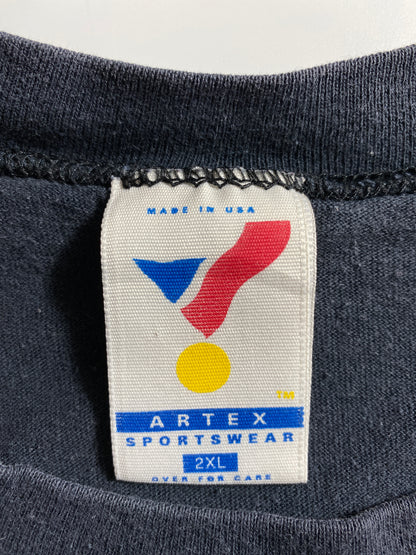 MADE IN USA
TM
ARTEX
SPORTSWEAR
2XL
OVER FOR CARE